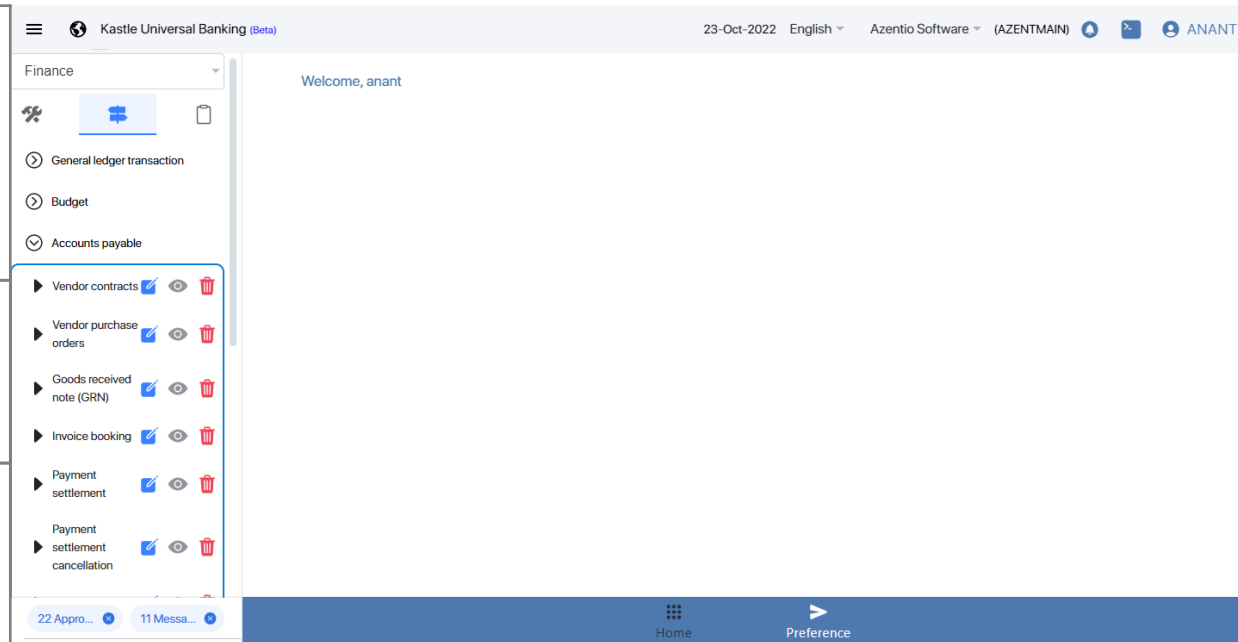 Kastle Universal Banking (Beta)
23-Oct-2022 English Azentio Software (AZENTMAIN) ANANT
Finance
Welcome, anant
General ledger transaction
Budget
Accounts payable
Vendor contracts
Vendor purchase
orders
Goods received
note (GRN)
Invoice booking
Payment
settlement
Payment
settlement
cancellation
22 Appro... 11 Messa...
Home
Preference